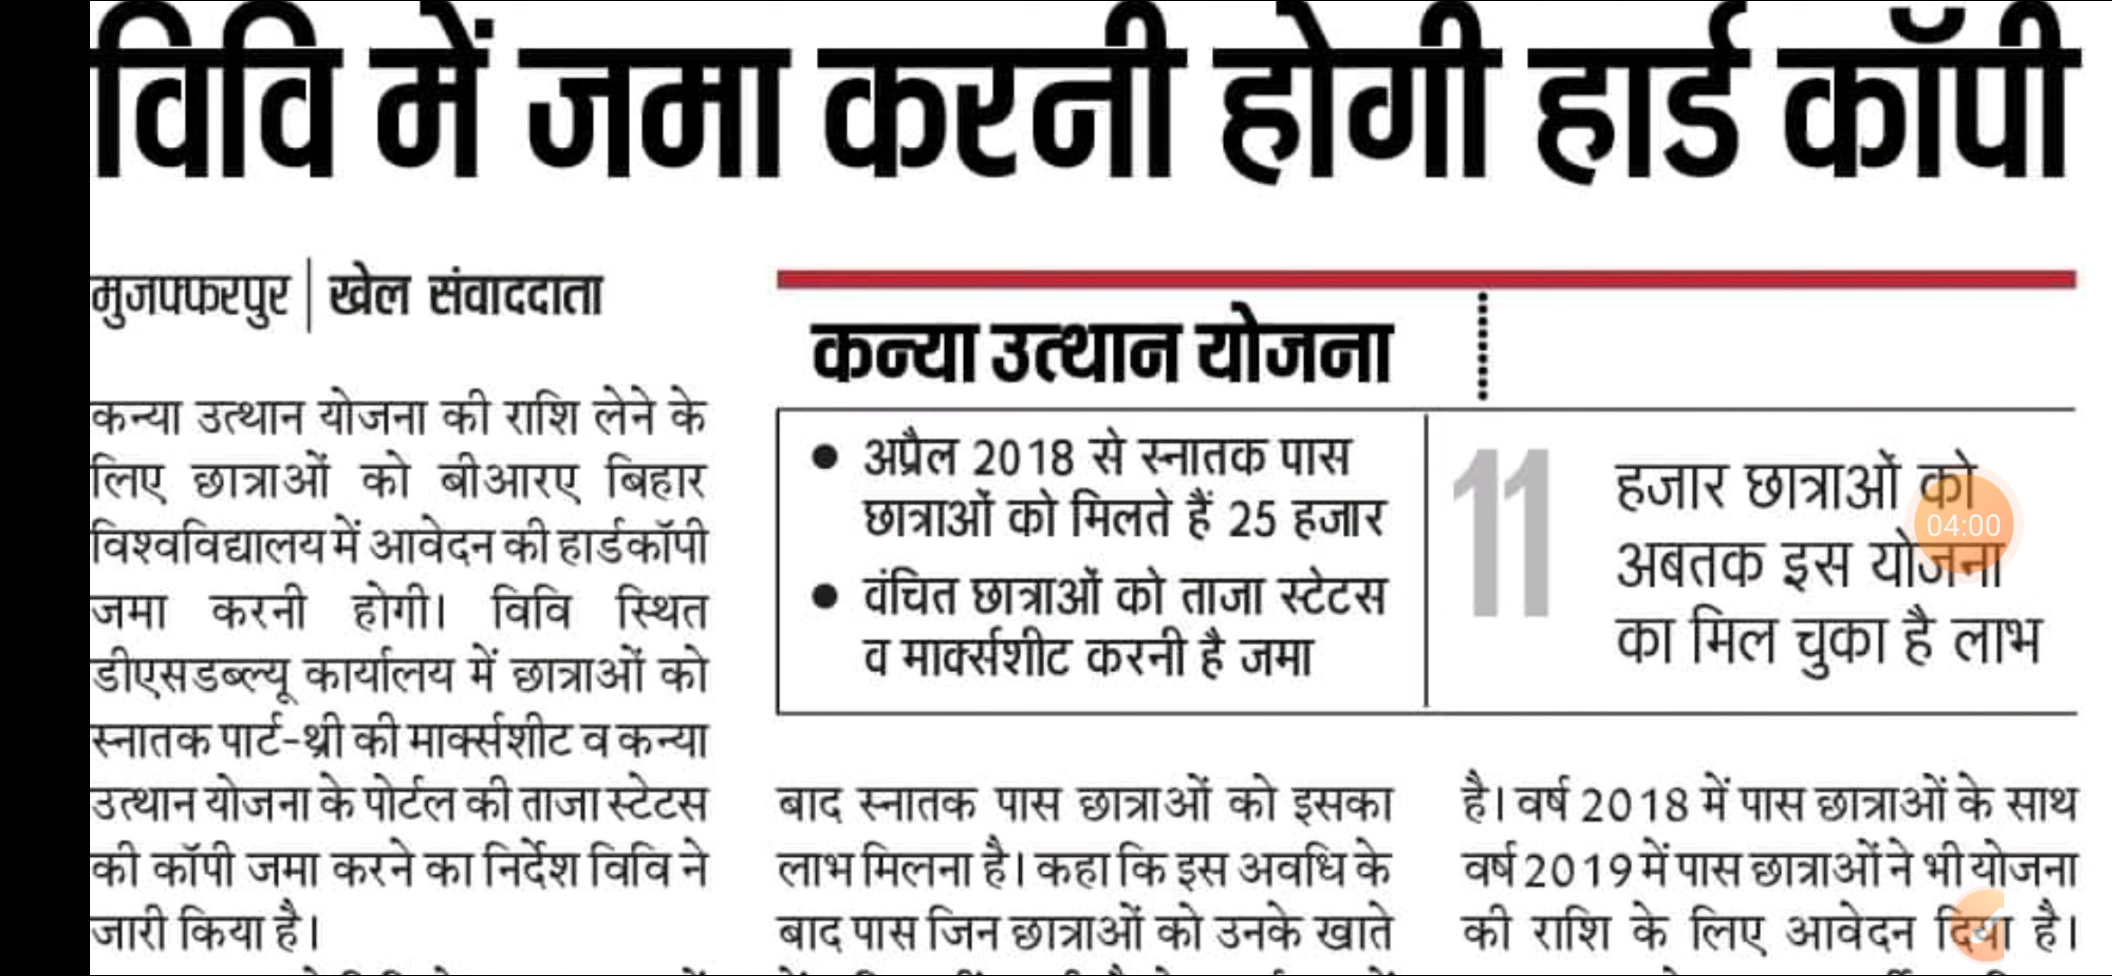 विवि में जमा करनी होगी हार्ड कॉपी
मुजफ्फरपुर | खेल संवाददाता
कन्या उत्थान योजना की राशि लेने के
लिए छात्राओं को बीआरए बिहार
विश्वविद्यालय में आवेदन की हार्डकॉपी
जमा करनी होगी। विवि स्थित
डीएसडब्ल्यू कार्यालय में छात्राओं को
स्नातक पार्ट-थ्री की मार्क्सशीट व कन्या
उत्थान योजना के पोर्टल की ताजा स्टेटस
की कॉपी जमा करने का निर्देश विवि ने
जारी किया है।
कन्या उत्थान योजना
• अप्रैल 2018 से स्नातक पास
छात्राओं को मिलते हैं 25 हजार
• वंचित छात्राओं को ताजा स्टेटस
व मार्क्सशीट करनी है जमा
11
हजार छात्राओं को
अबतक इस योजना
का मिल चुका है लाभ
04:00
बाद स्नातक पास छात्राओं को इसका
लाभ मिलना है। कहा कि इस अवधि के
बाद पास जिन छात्राओं को उनके खाते
है। वर्ष 2018 में पास छात्राओं के साथ
वर्ष 2019 में पास छात्राओं ने भी योजना
की राशि के लिए आवेदन दिया है।